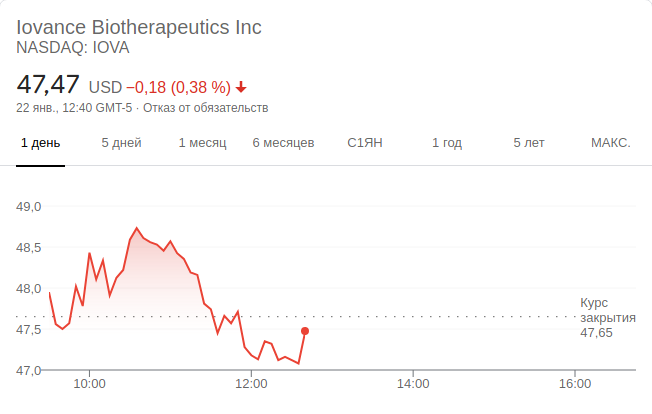 Iovance Biotherapeutics Inc
NASDAQ: IOVA
47,47 USD −0,18 (0,38 %)
22 янв., 12:40 GMT-5 · Отказ от обязательств
1 день 5 дней 1 месяц 6 месяцев С1ЯН 1 год 5 лет МАКС.
49,0
48,5
48,0
47,5
47,0
Курс
закрытия
47,65
10:00 12:00 14:00 16:00